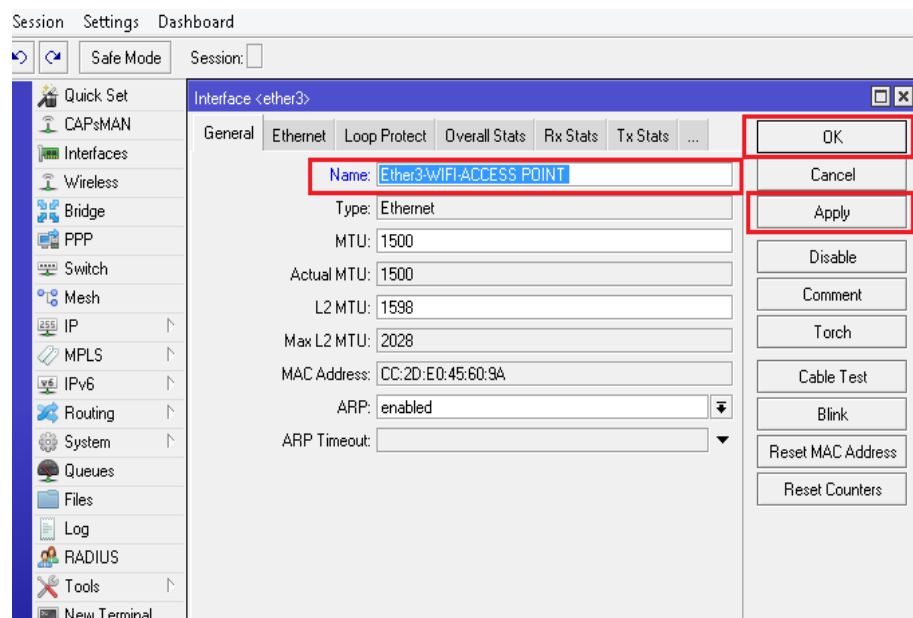 Session Settings Dashboard
Safe Mode Session:
Quick Set
CAPsMAN
Interfaces
Wireless
Bridge
PPP
Switch
Mesh
IP
MPLS
IPv6
Routing
System
Queues
Files
Log
RADIUS
Tools
New Terminal
Interface <ether3>
General Ethernet Loop Protect Overall Stats Rx Stats Tx Stats ...
Name: Ether3-WIFI-ACCESS POINT
Type: Ethernet
MTU: 1500
Actual MTU: 1500
L2 MTU: 1598
Max L2 MTU: 2028
MAC Address: CC:2D:E0:45:60:9A
ARP: enabled
ARP Timeout:
OK
Cancel
Apply
Disable
Comment
Torch
Cable Test
Blink
Reset MAC Address
Reset Counters